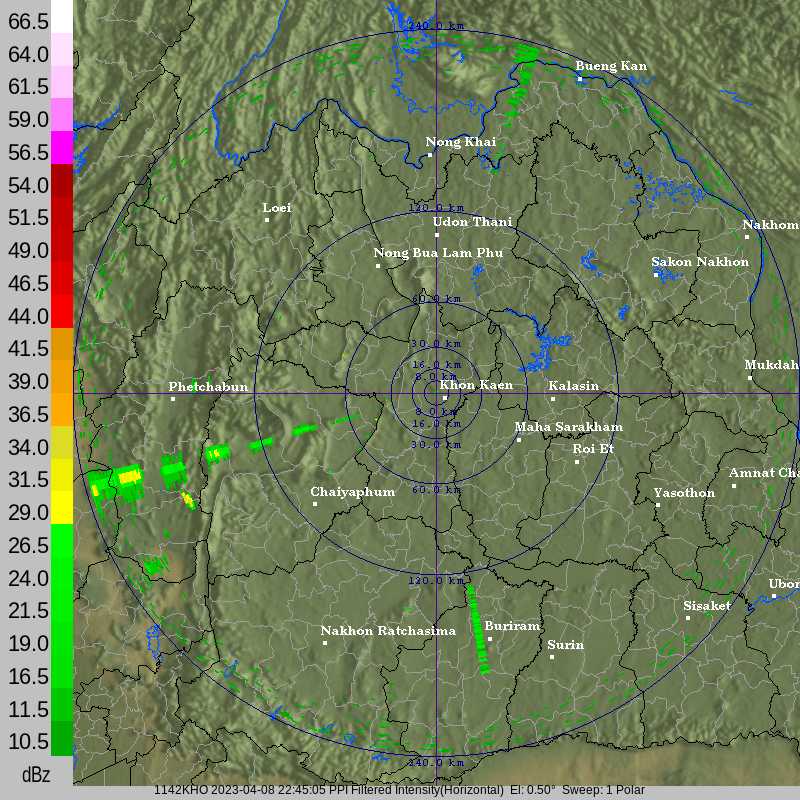 66.5
64.0
61.5
59.0
56.5
54.0
51.5
49.0
46.5
44.0
41.5
39.0
36.5
34.0
31.5
29.0
26.5
24.0
21.5
19.0
16.5
11.5
10.5
dBz
240.0 km
Bueng Kan
Nong Khai
Loei
120.0 km
Udon Thani
Nakhom
Nong Bua Lam Phu
Sakon Nakhon
60.0 km
30.0 km
16.0 km
8.0 km
Mukdah
Phetchabun
Khon Kaen
Kalasin
8.0 km
16.0 km
Maha Sarakham
30.0 km
Roi Et
Amnat Cha
60.0 km
Chaiyaphum
Yasothon
120.0 km
Ubon
Sisaket
Nakhon Ratchasima
Buriram
Surin
240.0 km
1142KHO 2023-04-08 22:45:05 PPI Filtered Intensity(Horizontal) El: 0.50° Sweep: 1 Polar